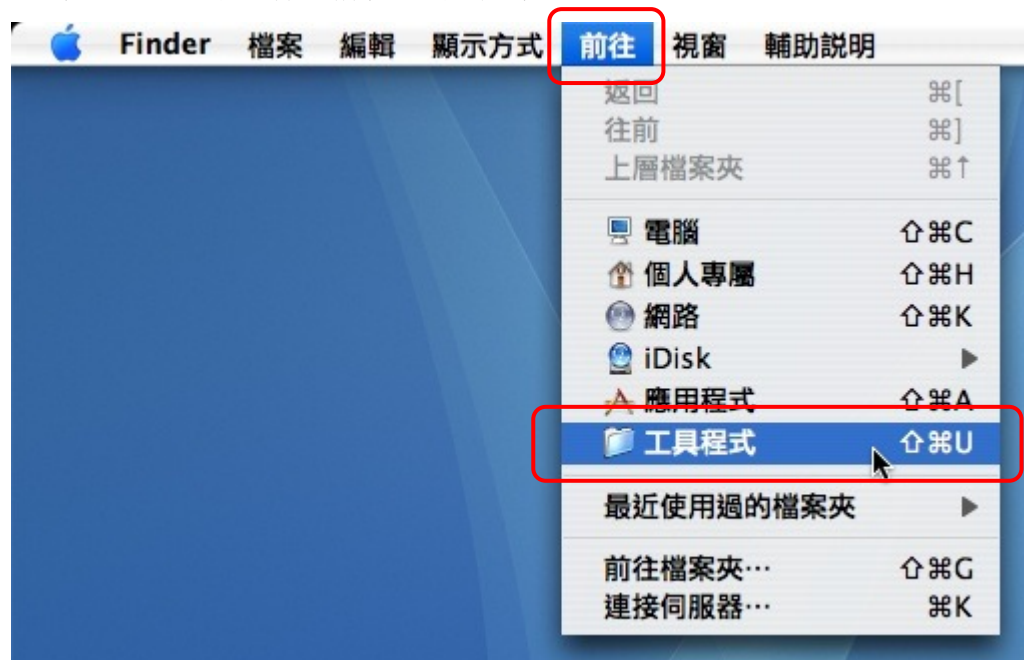 Finder 檔案 編輯 顯示方式 前往 視窗 輔助說明
返回 ⌘[
往前 ⌘]
上層檔案夾 ⌘↑
電腦 ⇧⌘C
個人專屬 ⇧⌘H
網路 ⇧⌘K
iDisk ▶
應用程式 ⇧⌘A
工具程式 ⇧⌘U
最近使用過的檔案夾 ▶
前往檔案夾⋯ ⇧⌘G
連接伺服器⋯ ⌘K